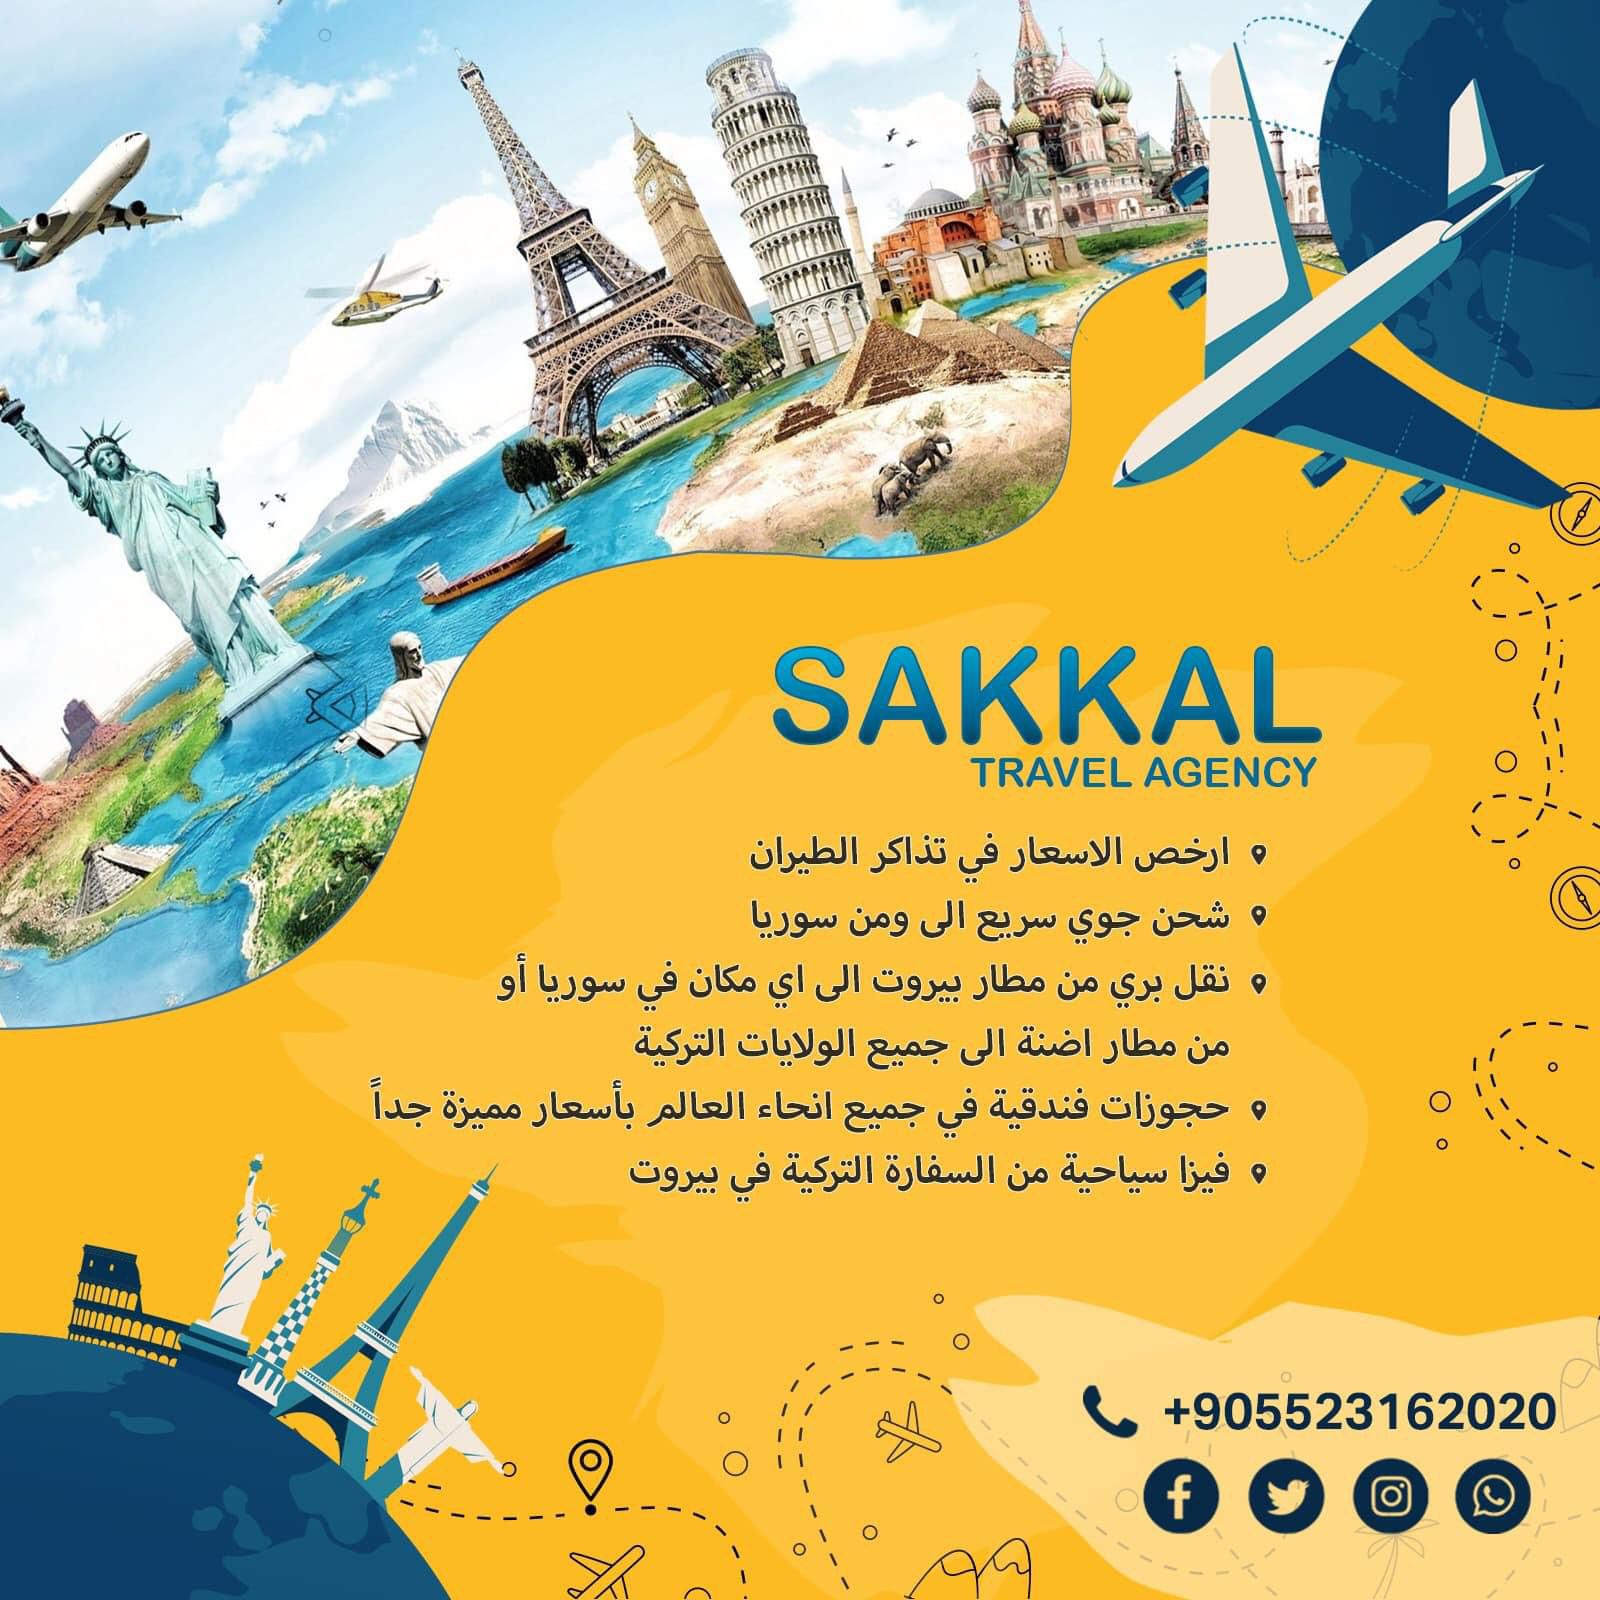 SAKKAL
TRAVEL AGENCY
ارخص الاسعار في تذاكر الطيران
شحن جوي سريع الى ومن سوريا
نقل بري من مطار بيروت الى اي مكان في سوريا أو
من مطار اضنة الى جميع الولايات التركية
حجوزات فندقية في جميع انحاء العالم بأسعار مميزة جداً
فيزا سياحية من السفارة التركية في بيروت
+905523162020